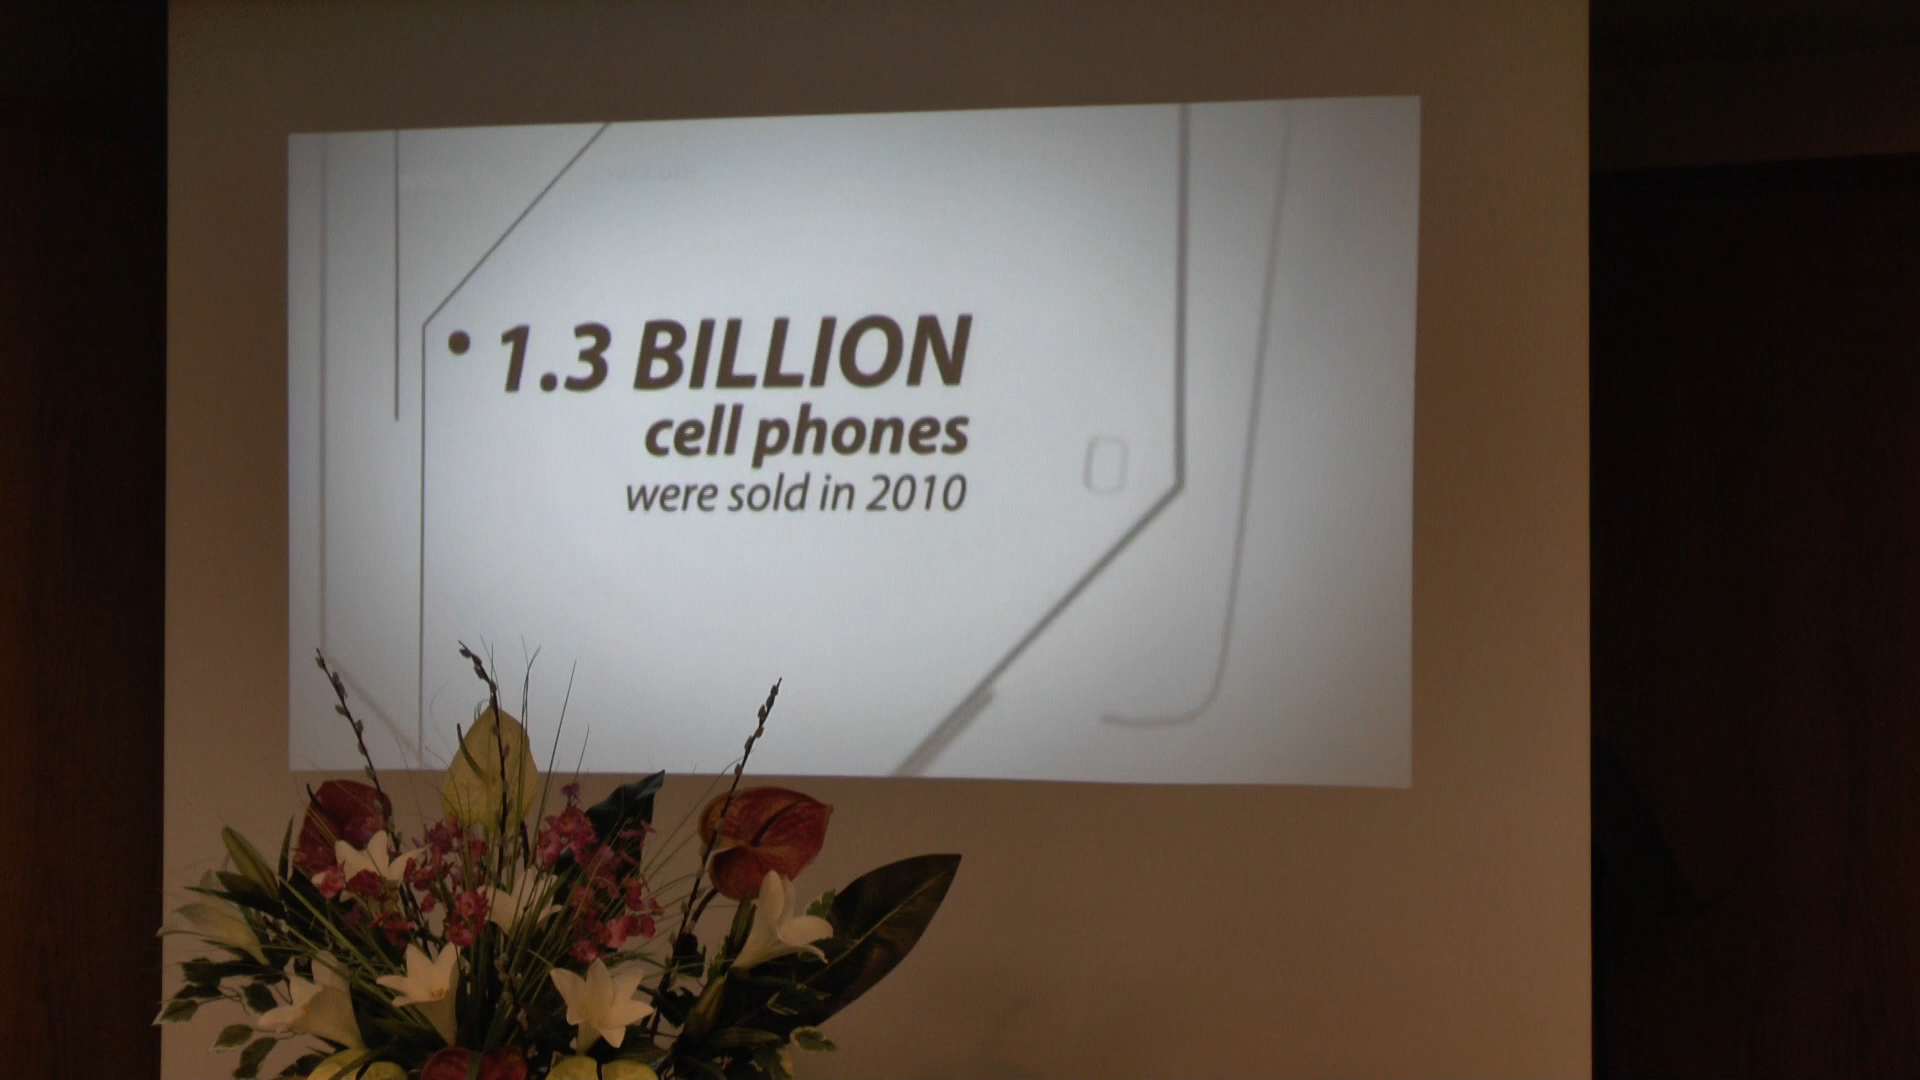 • 1.3 BILLION
cell phones
were sold in 2010